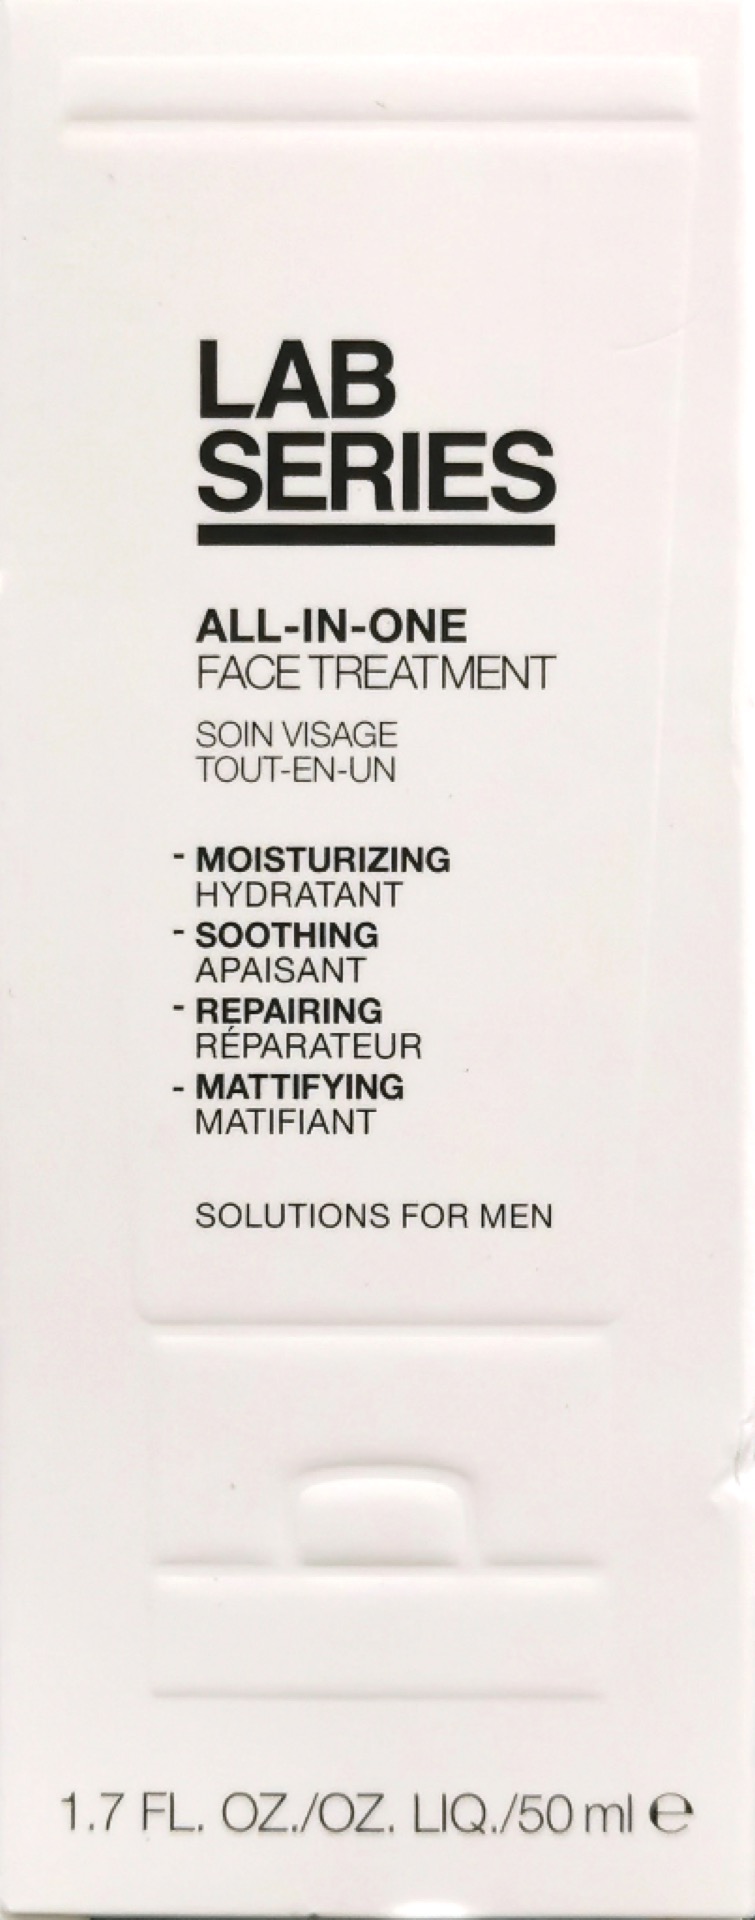 LAB
SERIES
ALL-IN-ONE
FACE TREATMENT
SOIN VISAGE
TOUT-EN-UN
- MOISTURIZING
HYDRATANT
- SOOTHING
APAISANT
- REPAIRING
RÉPARATEUR
- MATTIFYING
MATIFIANT
SOLUTIONS FOR MEN
1.7 FL. OZ./OZ. LIQ./50 ml ℮